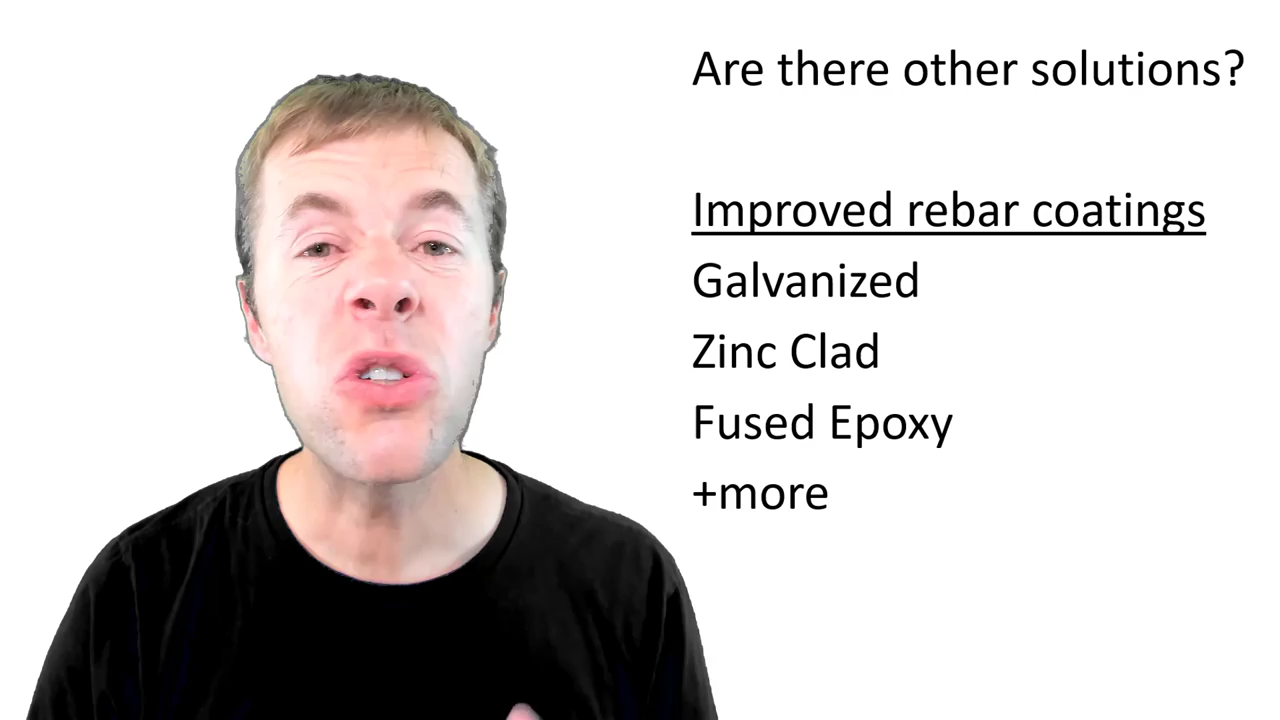 Are there other solutions?
Improved rebar coatings
Galvanized
Zinc Clad
Fused Epoxy
+more